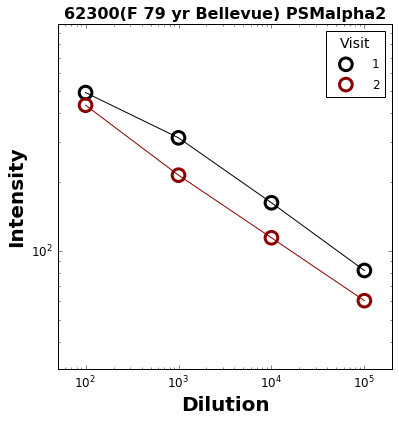 62300(F 79 yr Bellevue) PSMalpha2
Visit
1
2
Intensity
10²
10² 10³ 10⁴ 10⁵
Dilution